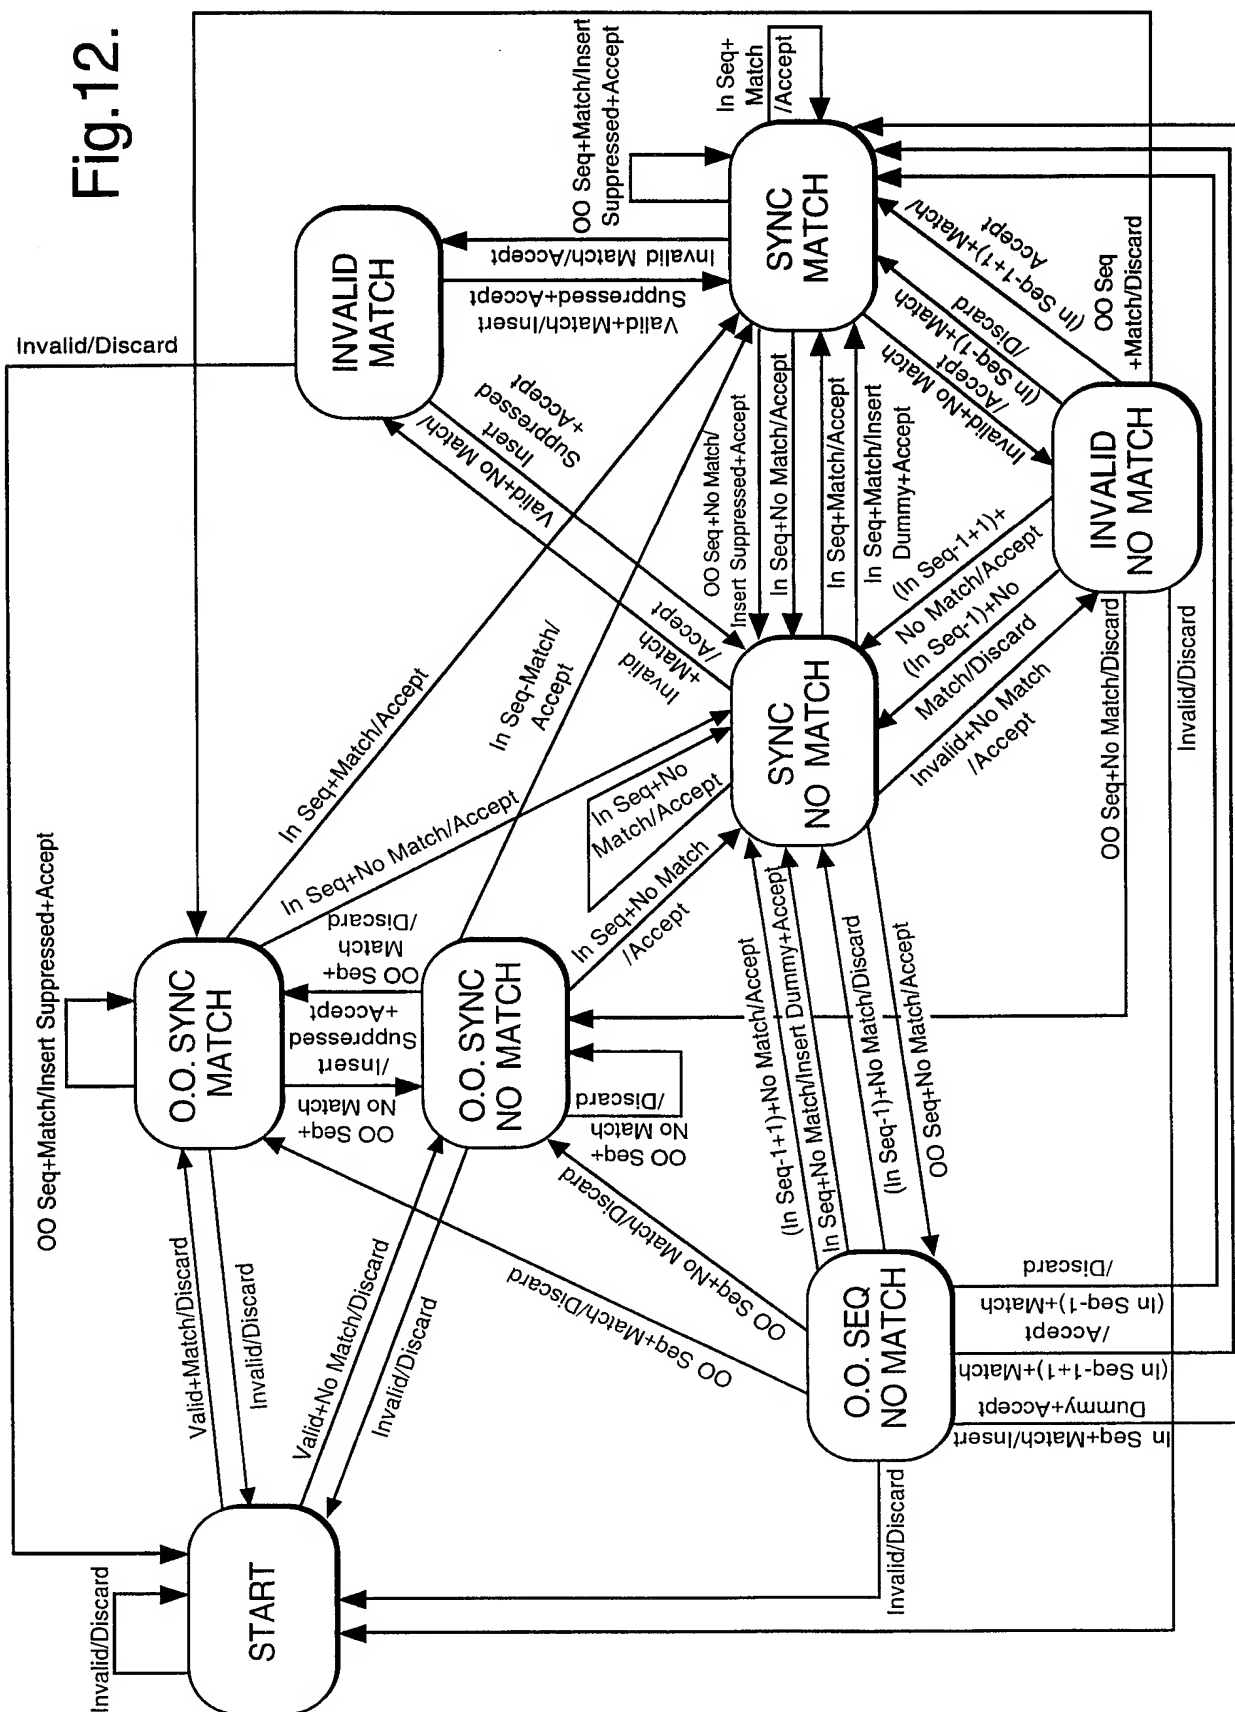 Fig.12.
Invalid/Discard
START
Valid+Match/Discard
Invalid/Discard
Valid+No Match/Discard
Invalid/Discard
Invalid/Discard
OO Seq+Match/Insert Suppressed+Accept
O.O. SYNC
MATCH
In Seq+Match/Accept
In Seq+No Match/Accept
OO Seq+
No Match
/Insert
Suppressed
+Accept
OO Seq+
Match
/Discard
O.O. SYNC
NO MATCH
In Seq-Match/
Accept
In Seq+No Match
/Accept
OO Seq+
No Match
/Discard
OO Seq+Match/Discard
OO Seq+No Match/Discard
O.O. SEQ
NO MATCH
Invalid/Discard
(In Seq-1+1)+No Match/Accept
In Seq+No Match/Insert Dummy+Accept
(In Seq-1)+No Match/Discard
OO Seq+No Match/Accept
In Seq+Match/Insert
Dummy+Accept
(In Seq-1+1)+Match
/Accept
(In Seq-1)+Match
/Discard
SYNC
NO MATCH
In Seq+No
Match/Accept
Invalid
+Match
/Accept
Valid+No Match/
Insert
Suppressed
+Accept
INVALID
MATCH
Valid+Match/Insert
Suppressed+Accept
Invalid Match/Accept
OO Seq+No Match/
Insert Suppressed+Accept
In Seq+No Match/Accept
In Seq+Match/Accept
In Seq+Match/Insert
Dummy+Accept
SYNC
MATCH
OO Seq+Match/Insert
Suppressed+Accept
In Seq+
Match
/Accept
(In Seq-1+1)+
No Match/Accept
(In Seq-1)+No
Match/Discard
Invalid+No Match
/Accept
INVALID
NO MATCH
Invalid+No Match
/Accept
(In Seq-1)+Match
/Discard
(In Seq-1+1)+Match/
Accept
OO Seq
+Match/Discard
OO Seq+No Match/Discard
Invalid/Discard